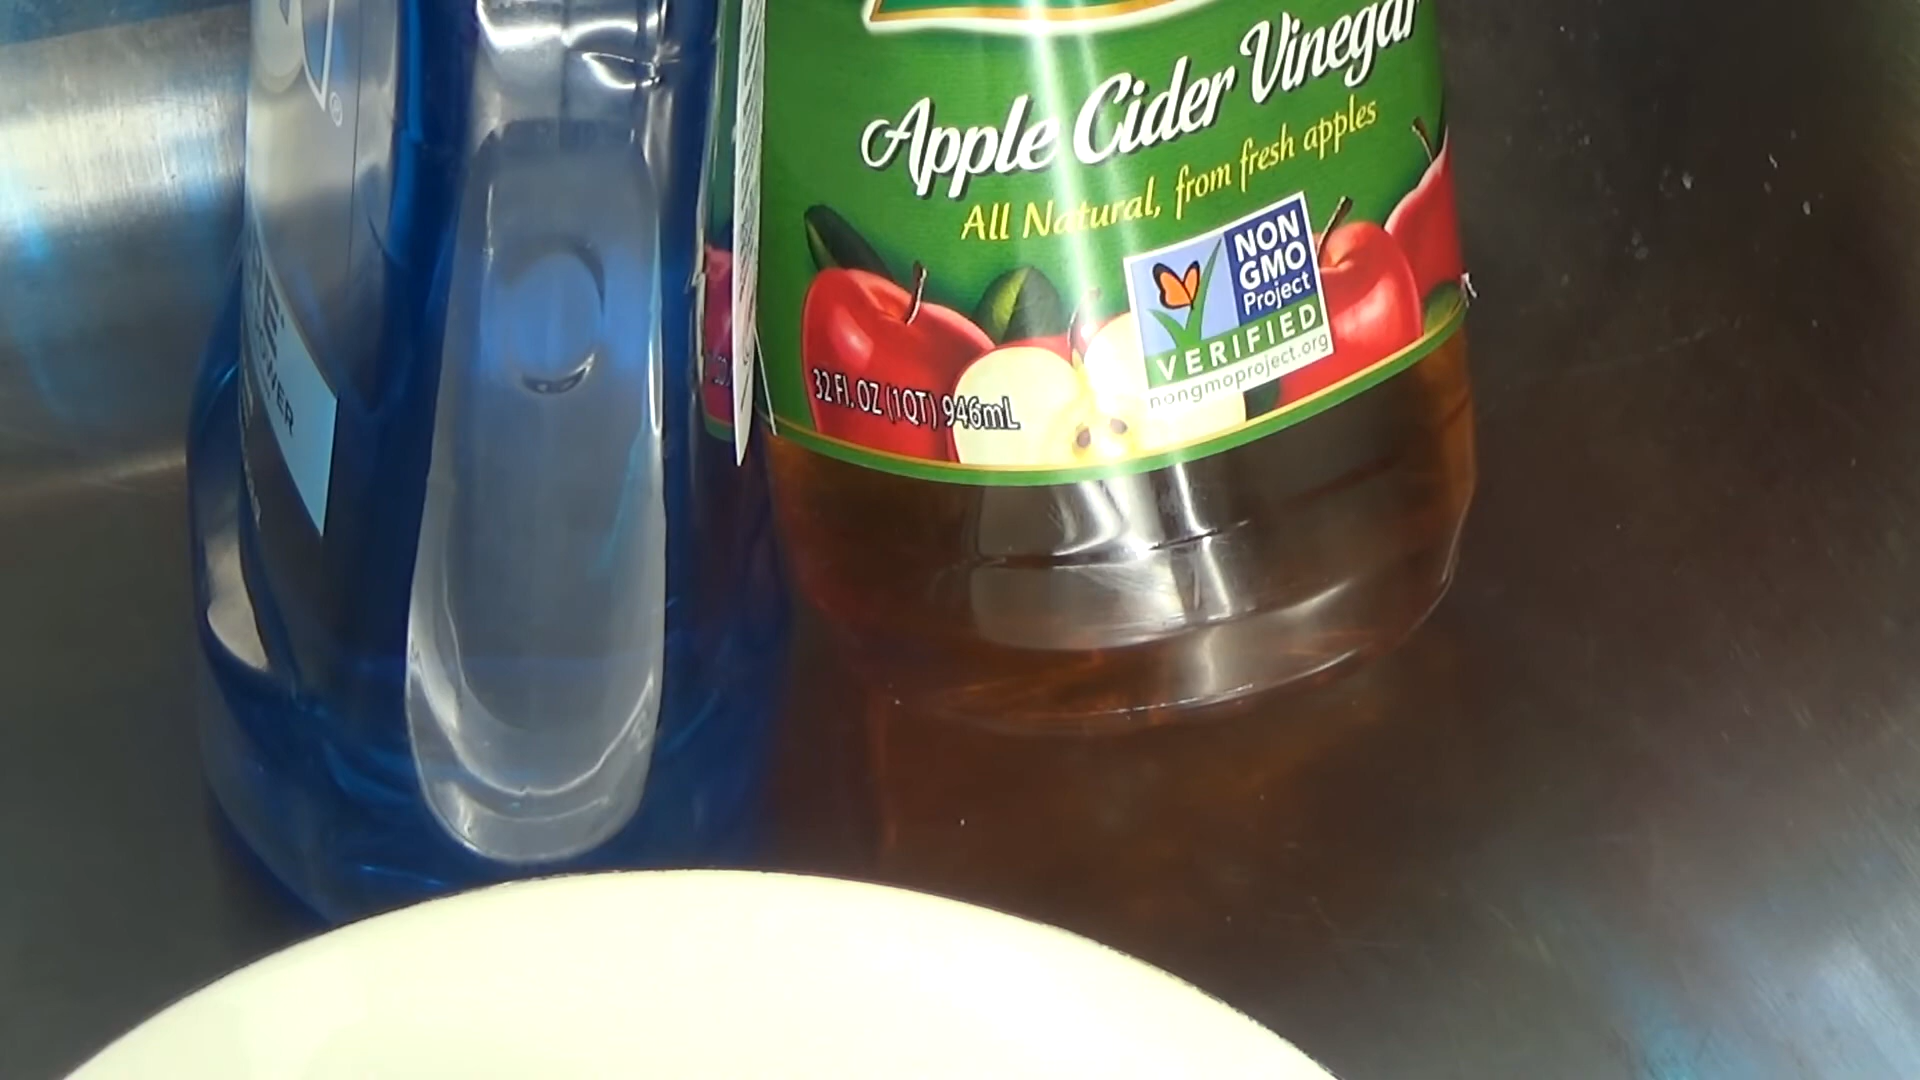 Apple Cider Vinegar
All Natural, from fresh apples
NON
GMO
Project
VERIFIED
nongmoproject.org
32 FL. OZ (1QT) 946mL